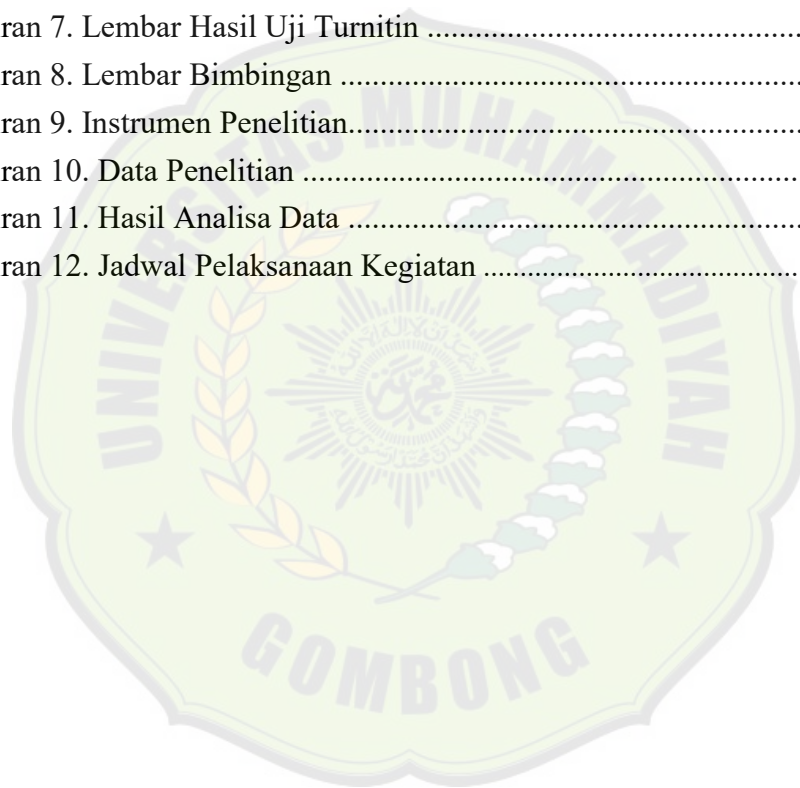 ran 7. Lembar Hasil Uji Turnitin ................................................
ran 8. Lembar Bimbingan ...........................................................
ran 9. Instrumen Penelitian.........................................................
ran 10. Data Penelitian ...............................................................
ran 11. Hasil Analisa Data ..........................................................
ran 12. Jadwal Pelaksanaan Kegiatan ........................................
UNIVERSITAS MUHAMMADIYAH
GOMBONG